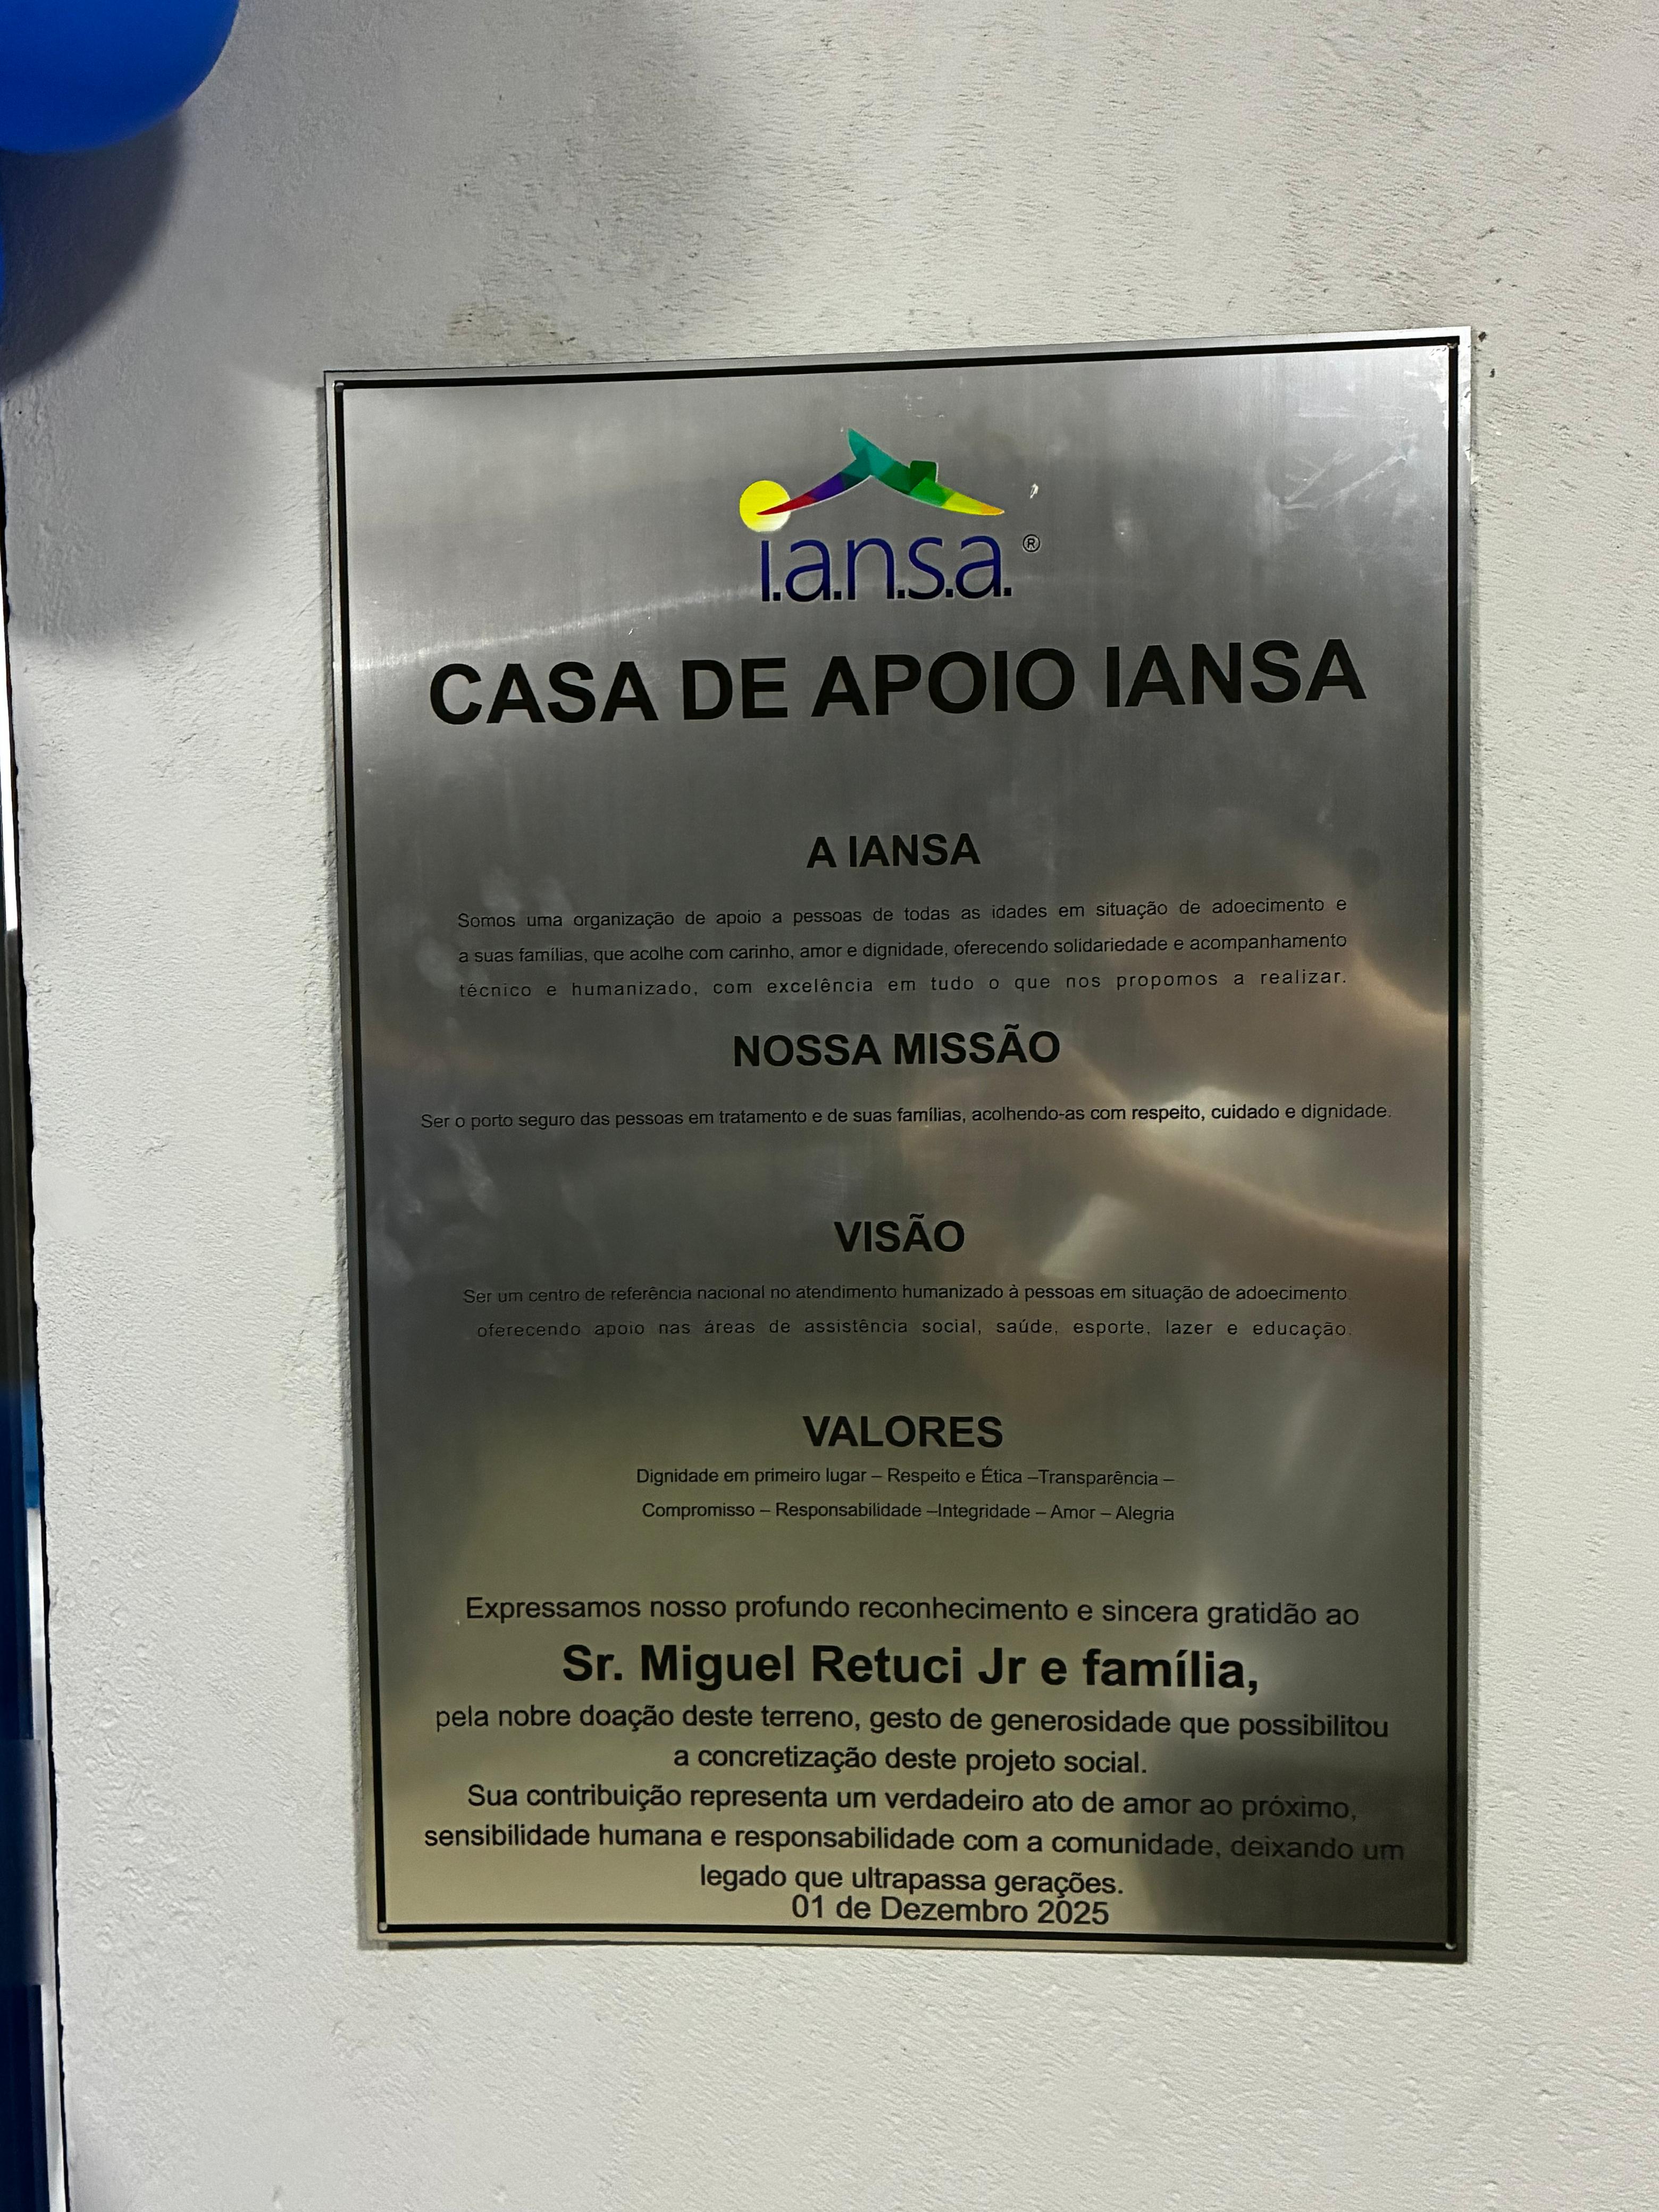 i.a.n.s.a.®
CASA DE APOIO IANSA
A IANSA
Somos uma organização de apoio a pessoas de todas as idades em situação de adoecimento e
a suas famílias, que acolhe com carinho, amor e dignidade, oferecendo solidariedade e acompanhamento
técnico e humanizado, com excelência em tudo o que nos propomos a realizar.
NOSSA MISSÃO
Ser o porto seguro das pessoas em tratamento e de suas famílias, acolhendo-as com respeito, cuidado e dignidade.
VISÃO
Ser um centro de referência nacional no atendimento humanizado à pessoas em situação de adoecimento.
oferecendo apoio nas áreas de assistência social, saúde, esporte, lazer e educação.
VALORES
Dignidade em primeiro lugar – Respeito e Ética –Transparência –
Compromisso – Responsabilidade –Integridade – Amor – Alegria
Expressamos nosso profundo reconhecimento e sincera gratidão ao
Sr. Miguel Retuci Jr e família,
pela nobre doação deste terreno, gesto de generosidade que possibilitou
a concretização deste projeto social.
Sua contribuição representa um verdadeiro ato de amor ao próximo,
sensibilidade humana e responsabilidade com a comunidade, deixando um
legado que ultrapassa gerações.
01 de Dezembro 2025